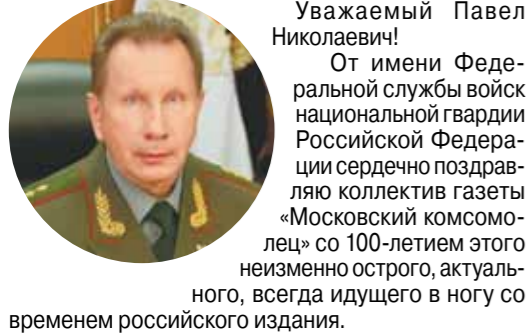 Уважаемый Павел
Николаевич!
От имени Феде-
ральной службы войск
национальной гвардии
Российской Федера-
ции сердечно поздрав-
ляю коллектив газеты
«Московский комсомо-
лец» со 100-летием этого
неизменно острого, актуаль-
ного, всегда идущего в ногу со
временем российского издания.